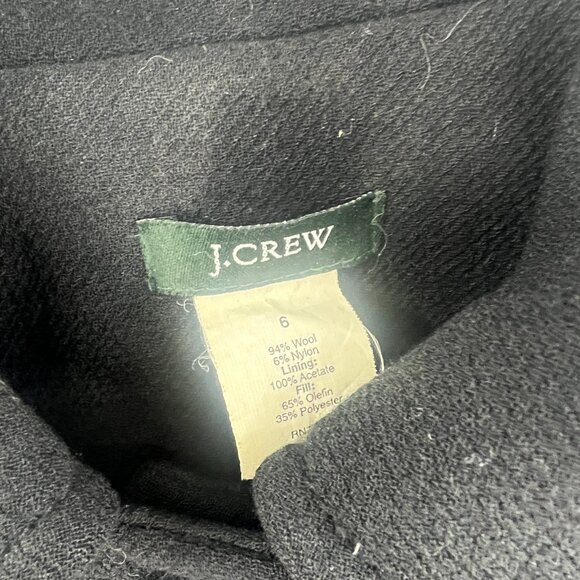 J.CREW
6
94% Wool
6% Nylon
Lining:
100% Acetate
Fill:
65% Olefin
35% Polyester